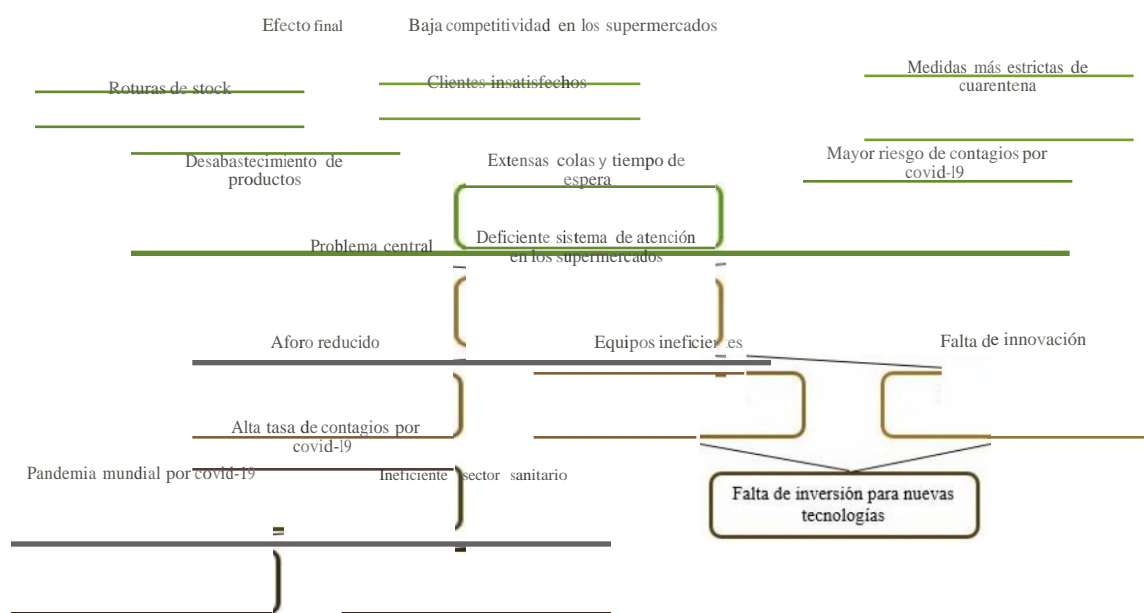 Efecto final
Baja competitividad en los supermercados
Roturas de stock
Clientes insatisfechos
Medidas más estrictas de
cuarentena
Desabastecimiento de
productos
Extensas colas y tiempo de
espera
Mayor riesgo de contagios por
covid-l9
Problema central
Deficiente sistema de atención
en los supermercados
Aforo reducido
Equipos ineficientes
Falta de innovación
Alta tasa de contagios por
covid-l9
Pandemia mundial por covid-19
Ineficiente sector sanitario
Falta de inversión para nuevas
tecnologías